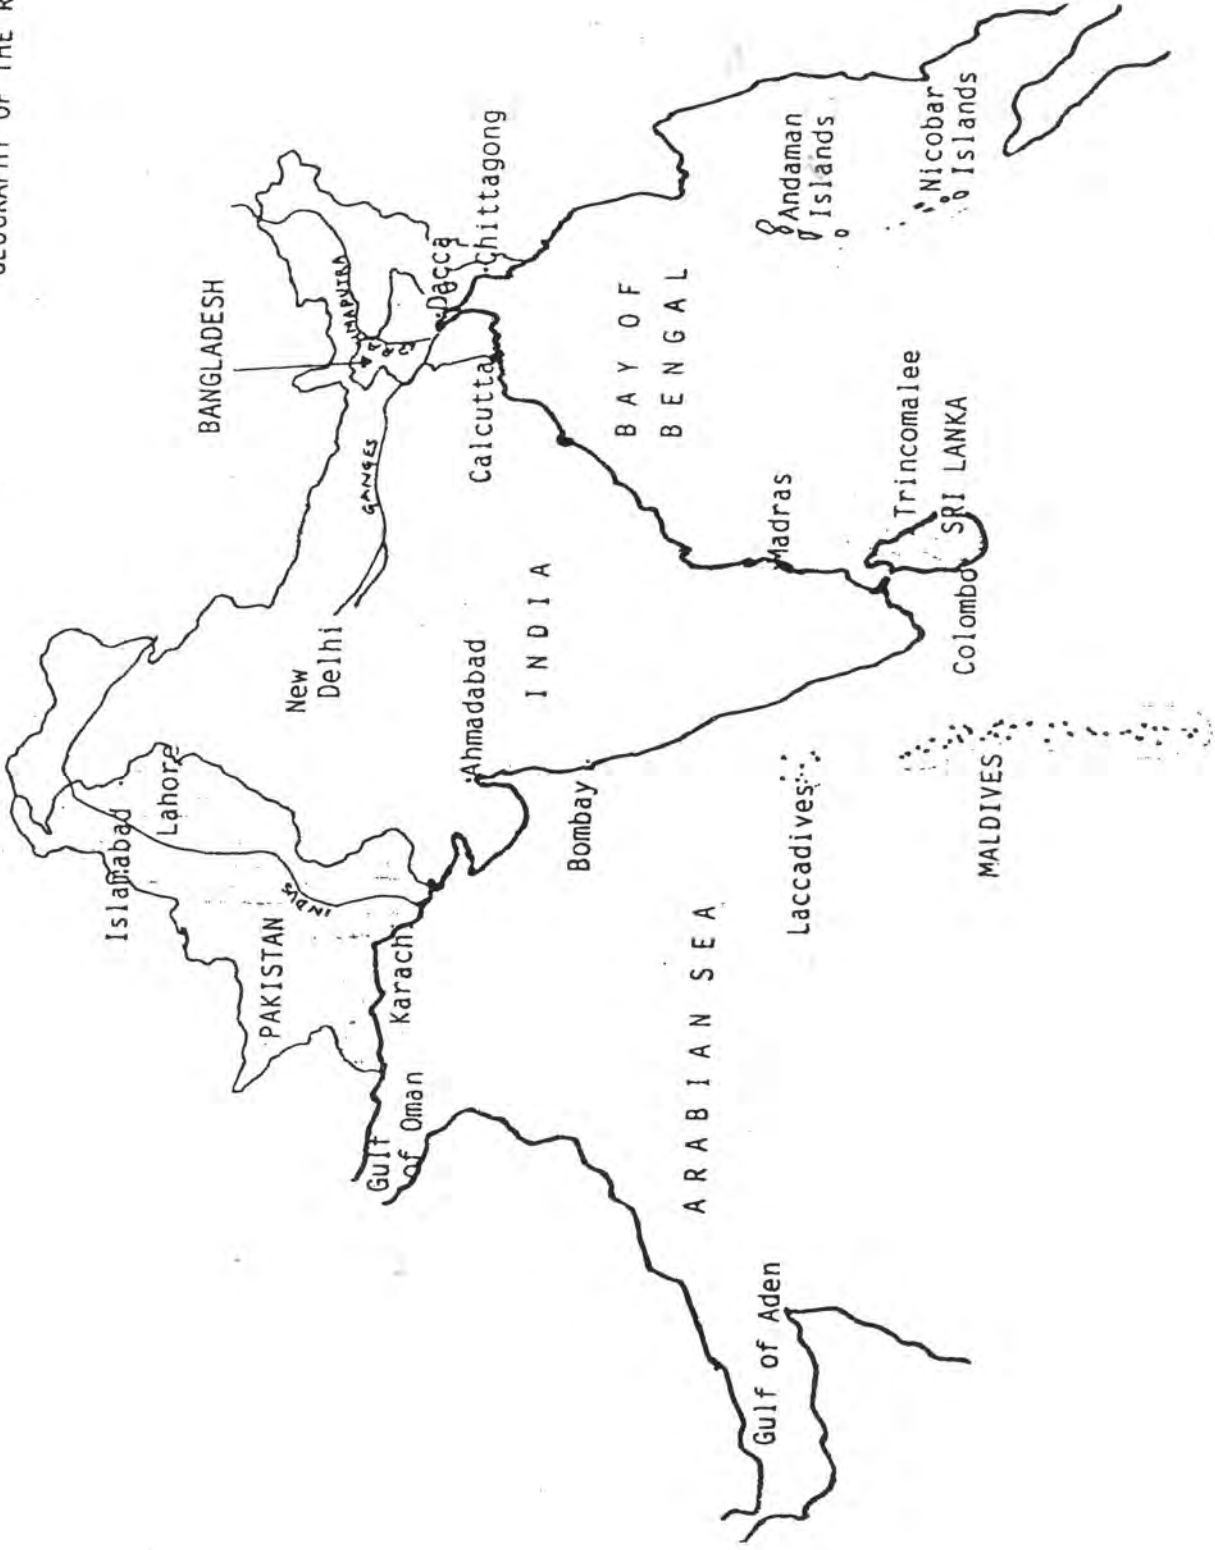 GEOGRAPHY OF THE R
BANGLADESH
Islamabad
Lahore
PAKISTAN
INDUS
New
Delhi
GANGES
Dacca
Chittagong
Calcutta
Karachi
Gulf
of Oman
Ahmadabad
INDIA
Bombay
BAY OF
BENGAL
ARABIAN SEA
Andaman
Islands
Nicobar
Islands
Madras
Laccadives
Gulf of Aden
Trincomalee
SRI LANKA
Colombo
MALDIVES